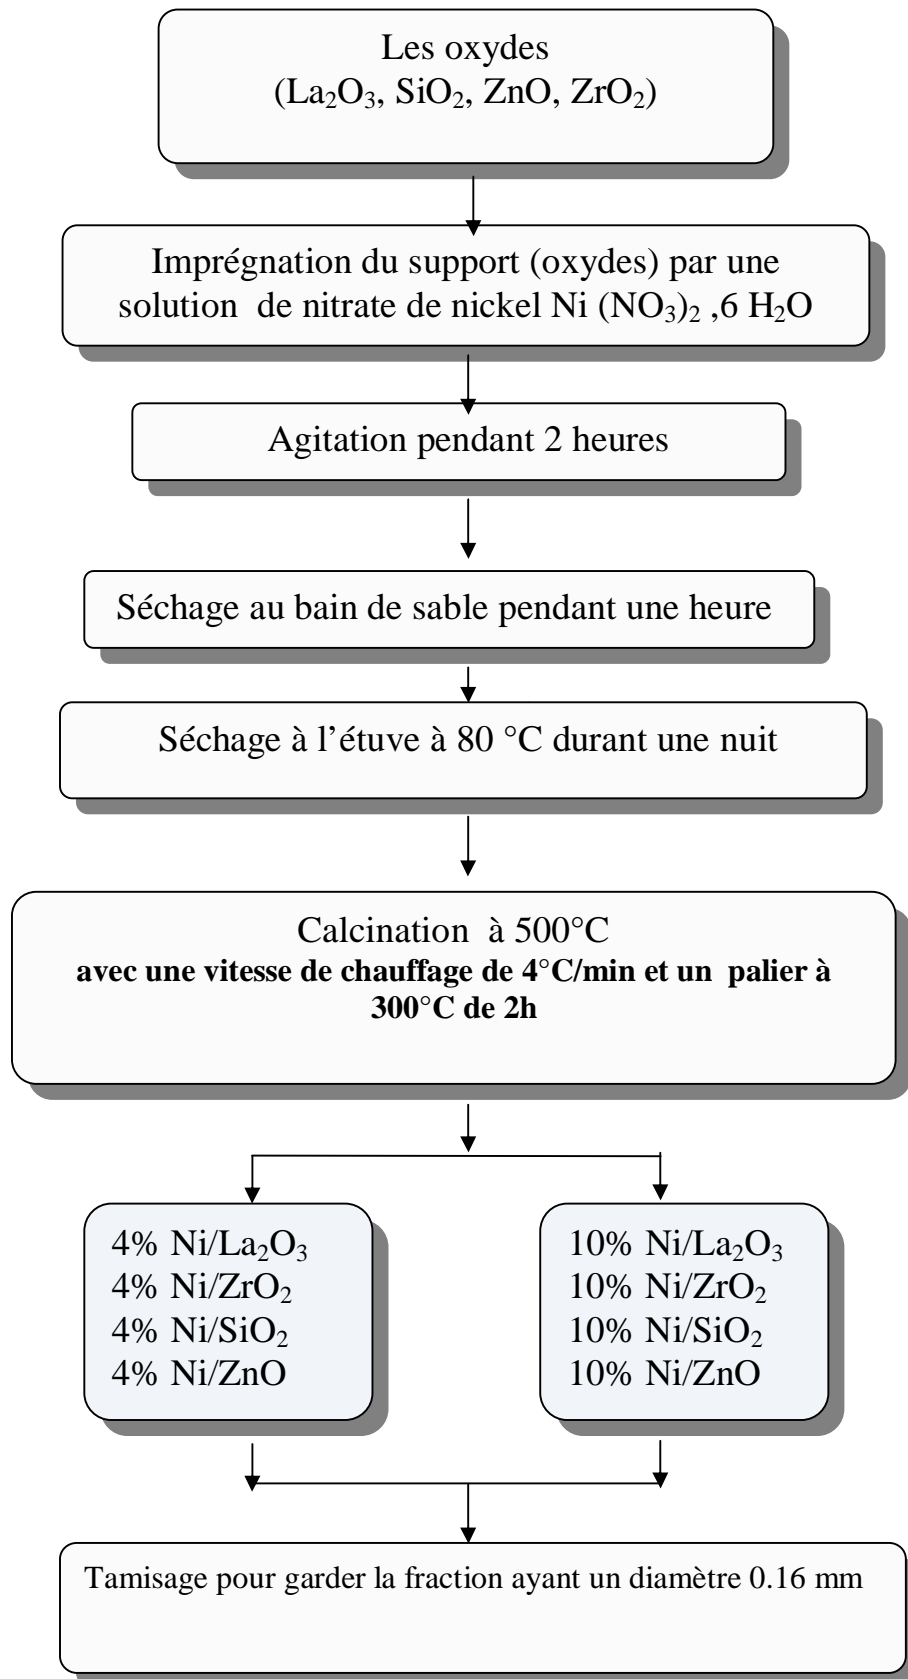 Les oxydes
(La₂O₃, SiO₂, ZnO, ZrO₂)
Imprégnation du support (oxydes) par une
solution de nitrate de nickel Ni (NO₃)₂ ,6 H₂O
Agitation pendant 2 heures
Séchage au bain de sable pendant une heure
Séchage à l’étuve à 80 °C durant une nuit
Calcination à 500°C
avec une vitesse de chauffage de 4°C/min et un palier à
300°C de 2h
4% Ni/La₂O₃
4% Ni/ZrO₂
4% Ni/SiO₂
4% Ni/ZnO
10% Ni/La₂O₃
10% Ni/ZrO₂
10% Ni/SiO₂
10% Ni/ZnO
Tamisage pour garder la fraction ayant un diamètre 0.16 mm